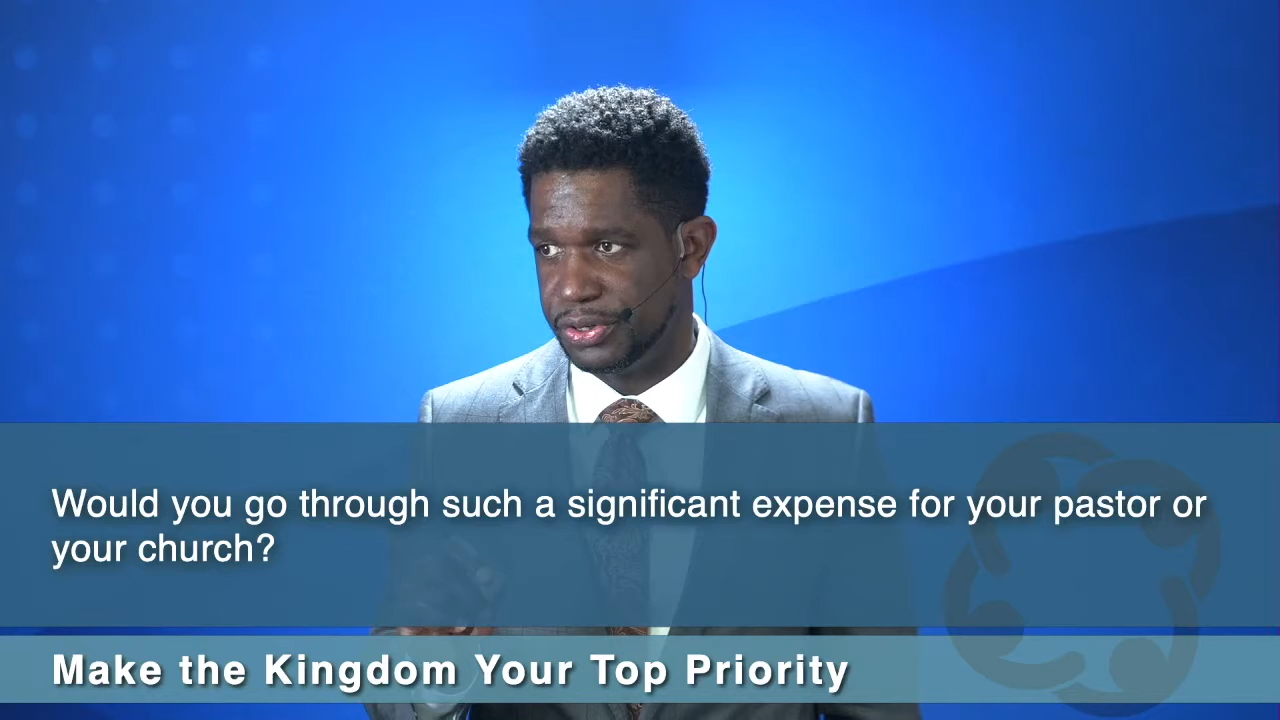 Would you go through such a significant expense for your pastor or
your church?
Make the Kingdom Your Top Priority